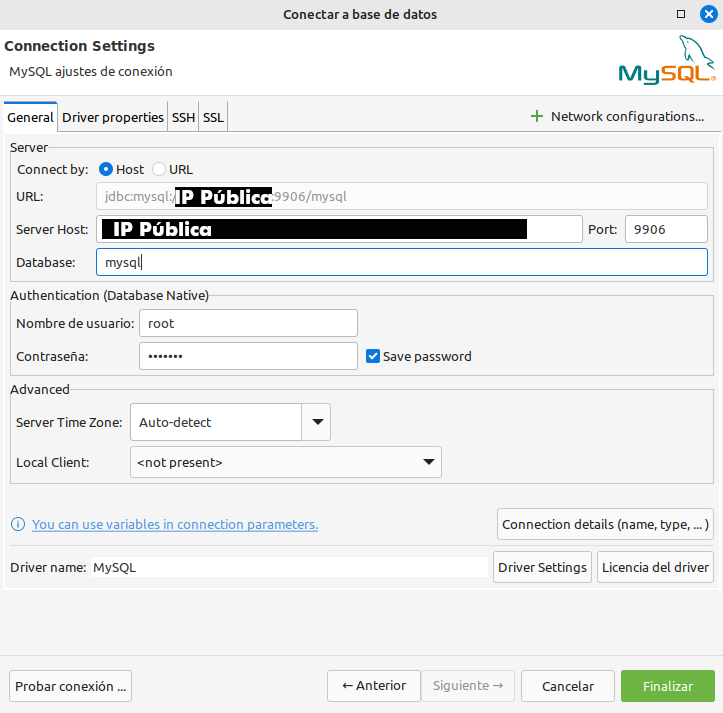 Conectar a base de datos
Connection Settings
MySQL ajustes de conexión
MySQL®
General Driver properties SSH SSL
Network configurations...
Server
Connect by: Host URL
URL: jdbc:mysql:/ IP Pública :9906/mysql
Server Host: IP Pública Port: 9906
Database: mysql
Authentication (Database Native)
Nombre de usuario: root
Contraseña: ••••••• Save password
Advanced
Server Time Zone: Auto-detect
Local Client: <not present>
You can use variables in connection parameters. Connection details (name, type, ... )
Driver name: MySQL Driver Settings Licencia del driver
Probar conexión ... ← Anterior Siguiente → Cancelar Finalizar